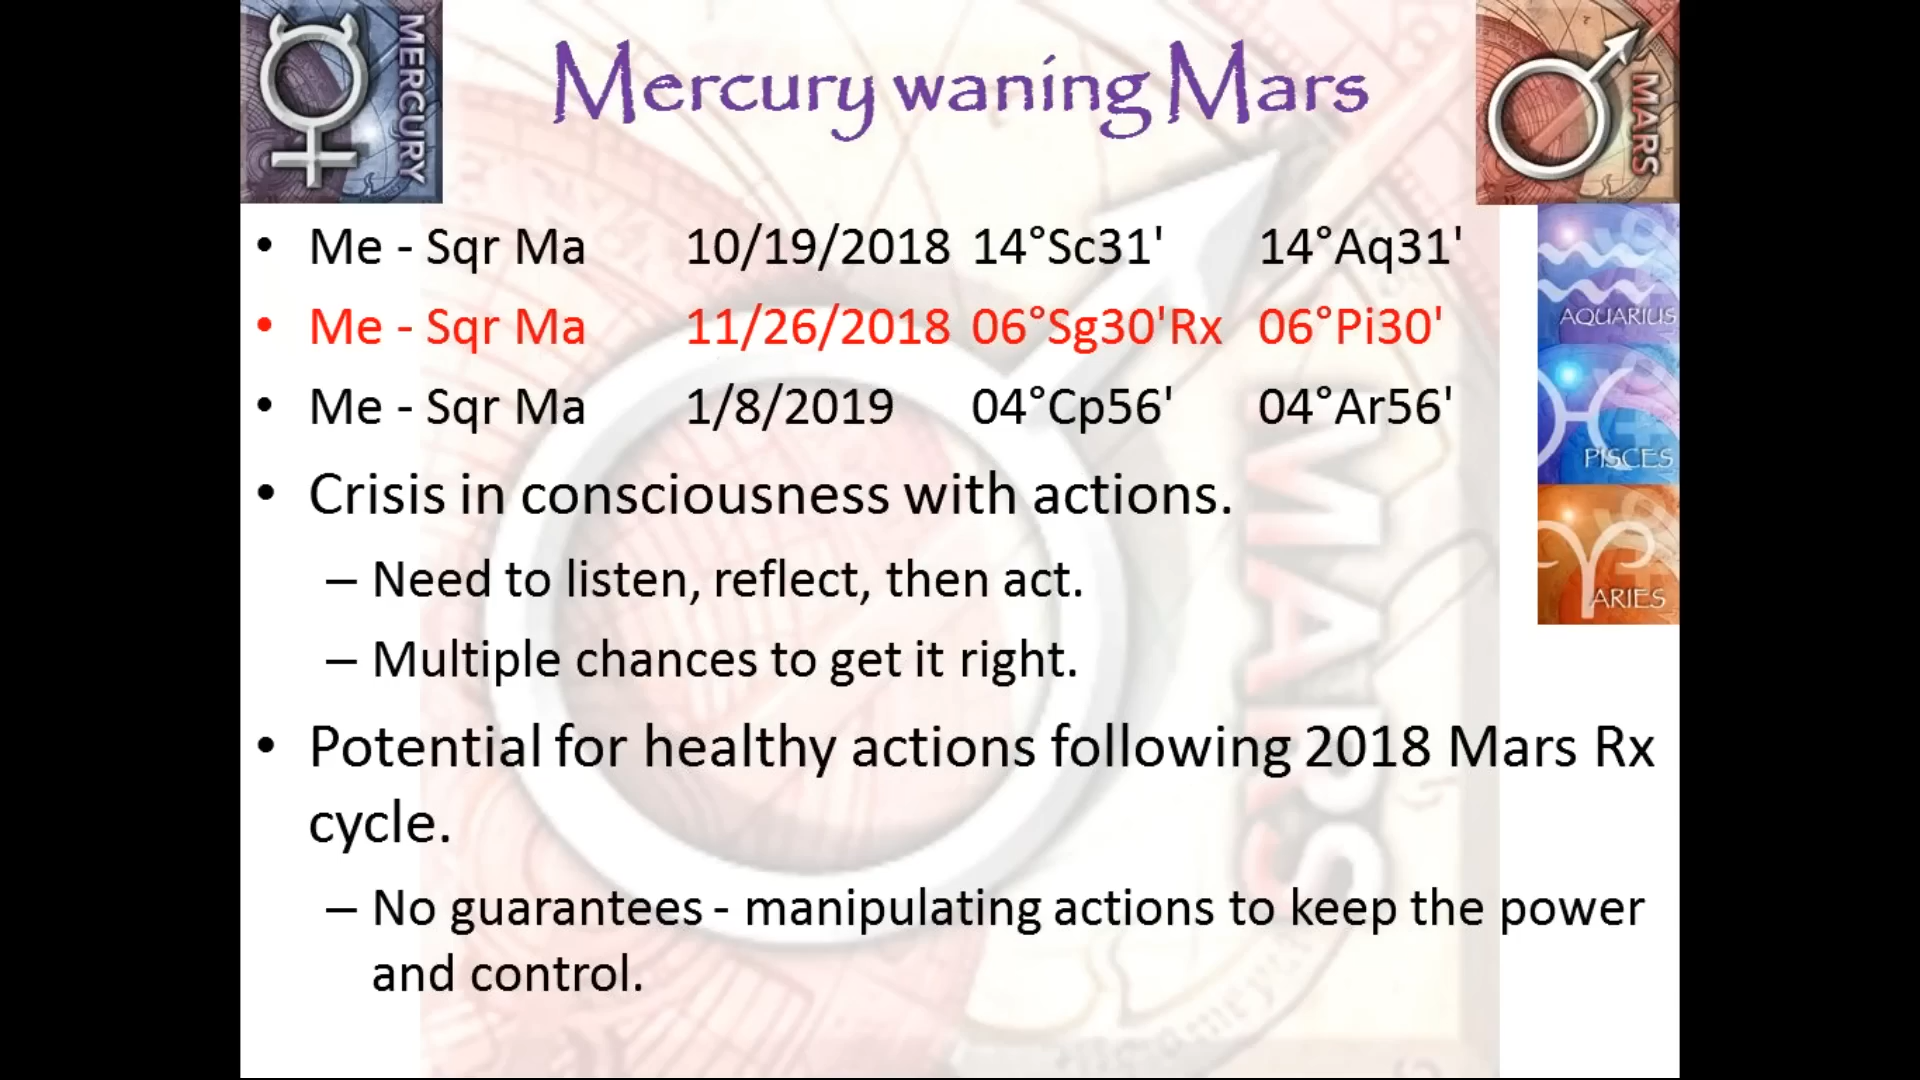 MERCURY
Mercury waning Mars
MARS
• Me - Sqr Ma 10/19/2018 14°Sc31' 14°Aq31'
• Me - Sqr Ma 11/26/2018 06°Sg30'Rx 06°Pi30'
• Me - Sqr Ma 1/8/2019 04°Cp56' 04°Ar56'
AQUARIUS
PISCES
ARIES
• Crisis in consciousness with actions.
– Need to listen, reflect, then act.
– Multiple chances to get it right.
• Potential for healthy actions following 2018 Mars Rx
cycle.
– No guarantees - manipulating actions to keep the power
and control.
MARS